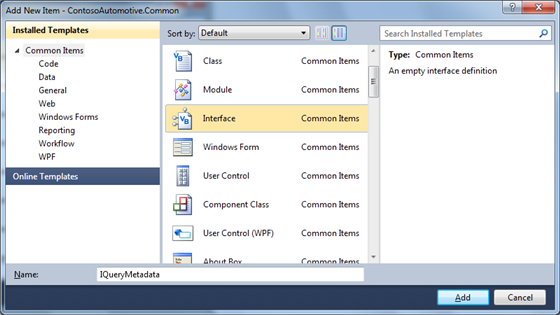 Add New Item - ContosoAutomotive.Common
Installed Templates
Common Items
Code
Data
General
Web
Windows Forms
Reporting
Workflow
WPF
Online Templates
Sort by: Default
Class Common Items
Module Common Items
Interface Common Items
Windows Form Common Items
User Control Common Items
Component Class Common Items
User Control (WPF) Common Items
About Box Common Items
Search Installed Templates
Type: Common Items
An empty interface definition
Name: IQueryMetadata
Add Cancel